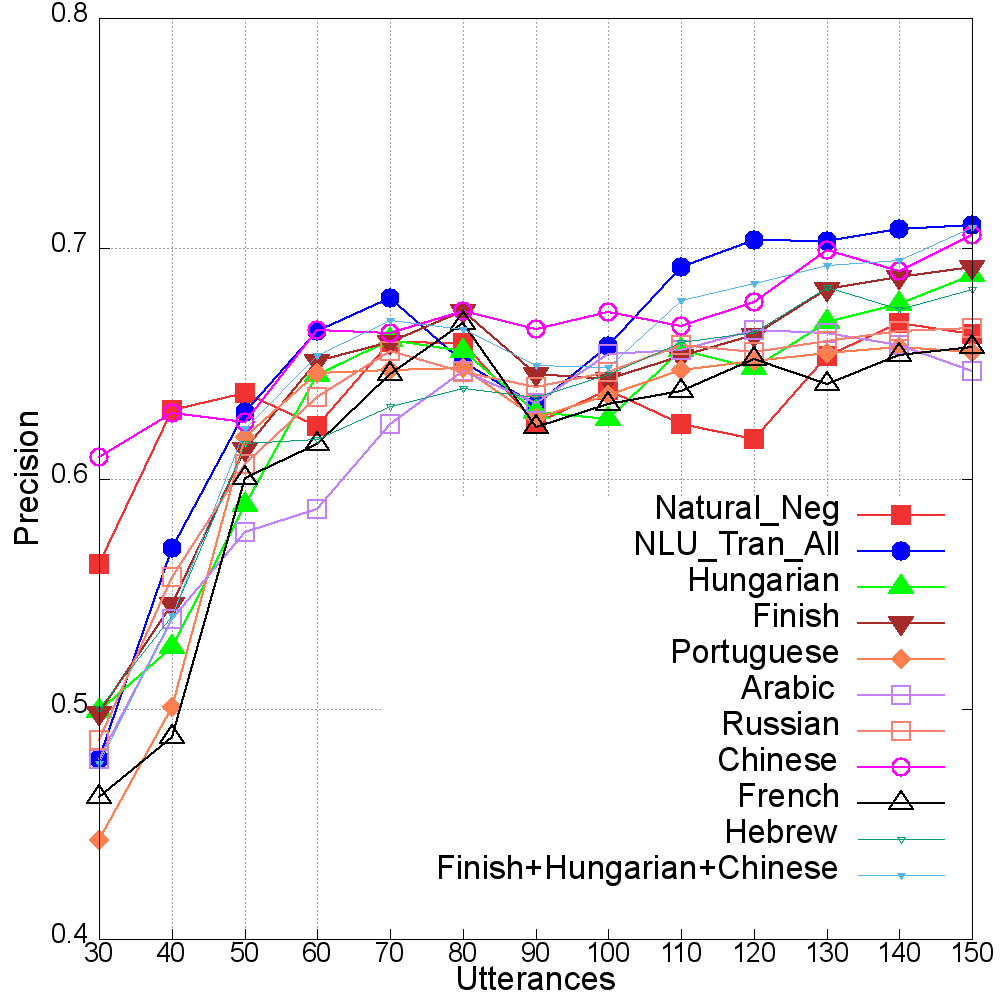 0.8
0.7
0.6
0.5
0.4
Precision
Natural_Neg
NLU_Tran_All
Hungarian
Finish
Portuguese
Arabic
Russian
Chinese
French
Hebrew
Finish+Hungarian+Chinese
30 40 50 60 70 80 90 100 110 120 130 140 150
Utterances